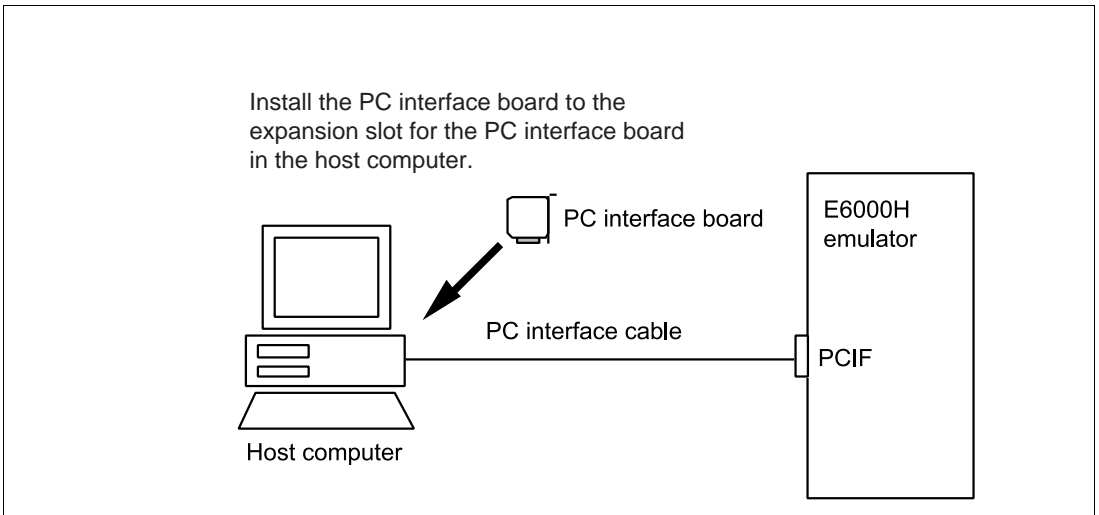 Install the PC interface board to the
expansion slot for the PC interface board
in the host computer.
PC interface board
E6000H
emulator
PC interface cable
PCIF
Host computer